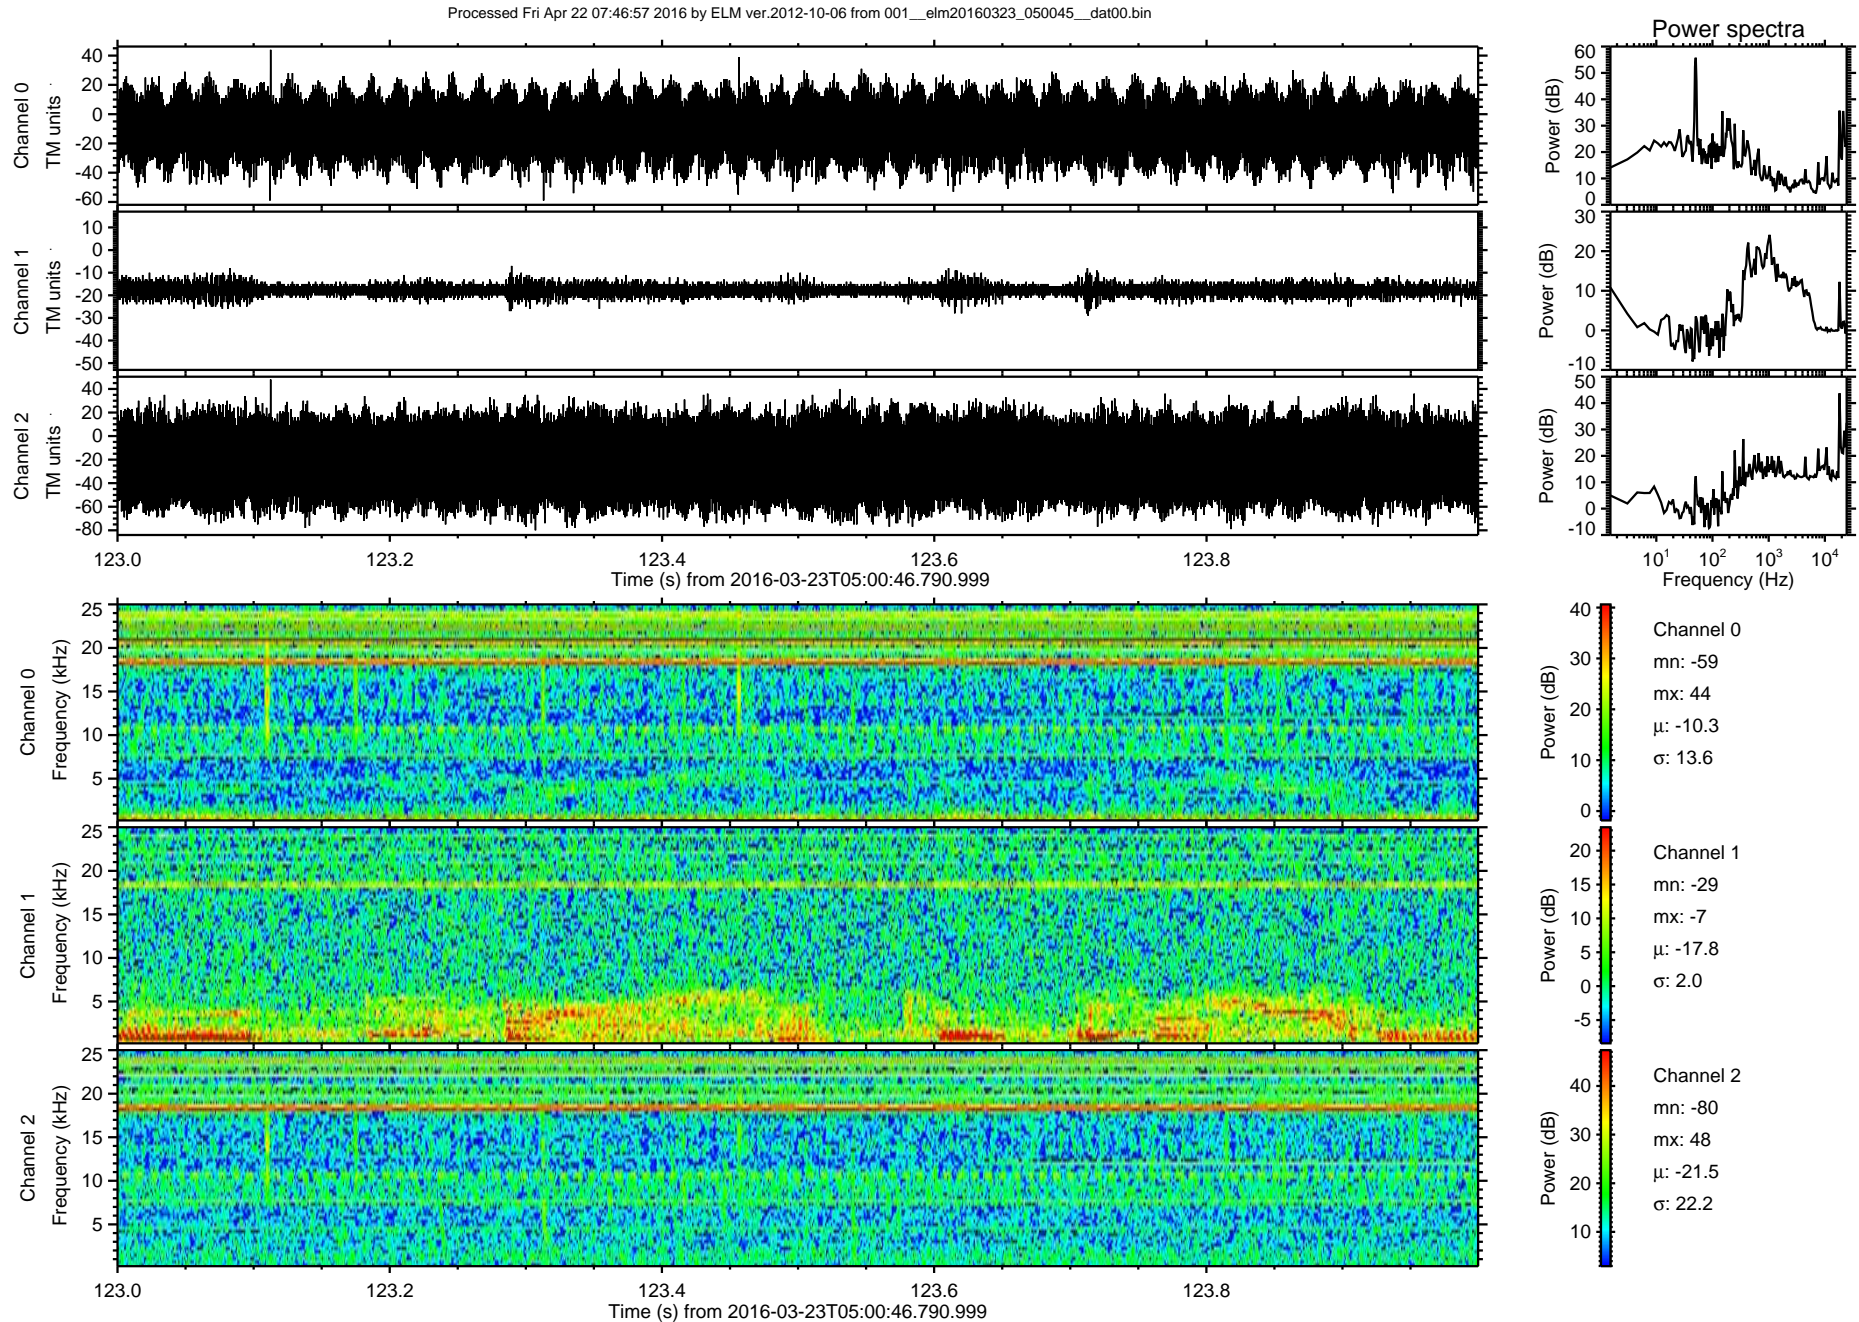 Processed Fri Apr 22 07:46:57 2016 by ELM ver.2012-10-06 from 001__elm20160323_050045__dat00.bin
Power spectra
Channel 0
TM units
40
20
0
-20
-40
-60
Power (dB)
60
50
40
30
20
10
0
Channel 1
TM units
10
0
-10
-20
-30
-40
-50
Power (dB)
30
20
10
0
-10
Channel 2
TM units
40
20
0
-20
-40
-60
-80
Power (dB)
50
40
30
20
10
0
-10
123.0 123.2 123.4 123.6 123.8
Time (s) from 2016-03-23T05:00:46.790.999
10¹ 10² 10³ 10⁴
Frequency (Hz)
Channel 0
Frequency (kHz)
25
20
15
10
5
Power (dB)
40
30
20
10
0
Channel 0
mn: -59
mx: 44
μ: -10.3
σ: 13.6
Channel 1
Frequency (kHz)
25
20
15
10
5
Power (dB)
20
15
10
5
0
-5
Channel 1
mn: -29
mx: -7
μ: -17.8
σ: 2.0
Channel 2
Frequency (kHz)
25
20
15
10
5
Power (dB)
40
30
20
10
Channel 2
mn: -80
mx: 48
μ: -21.5
σ: 22.2
123.0 123.2 123.4 123.6 123.8
Time (s) from 2016-03-23T05:00:46.790.999